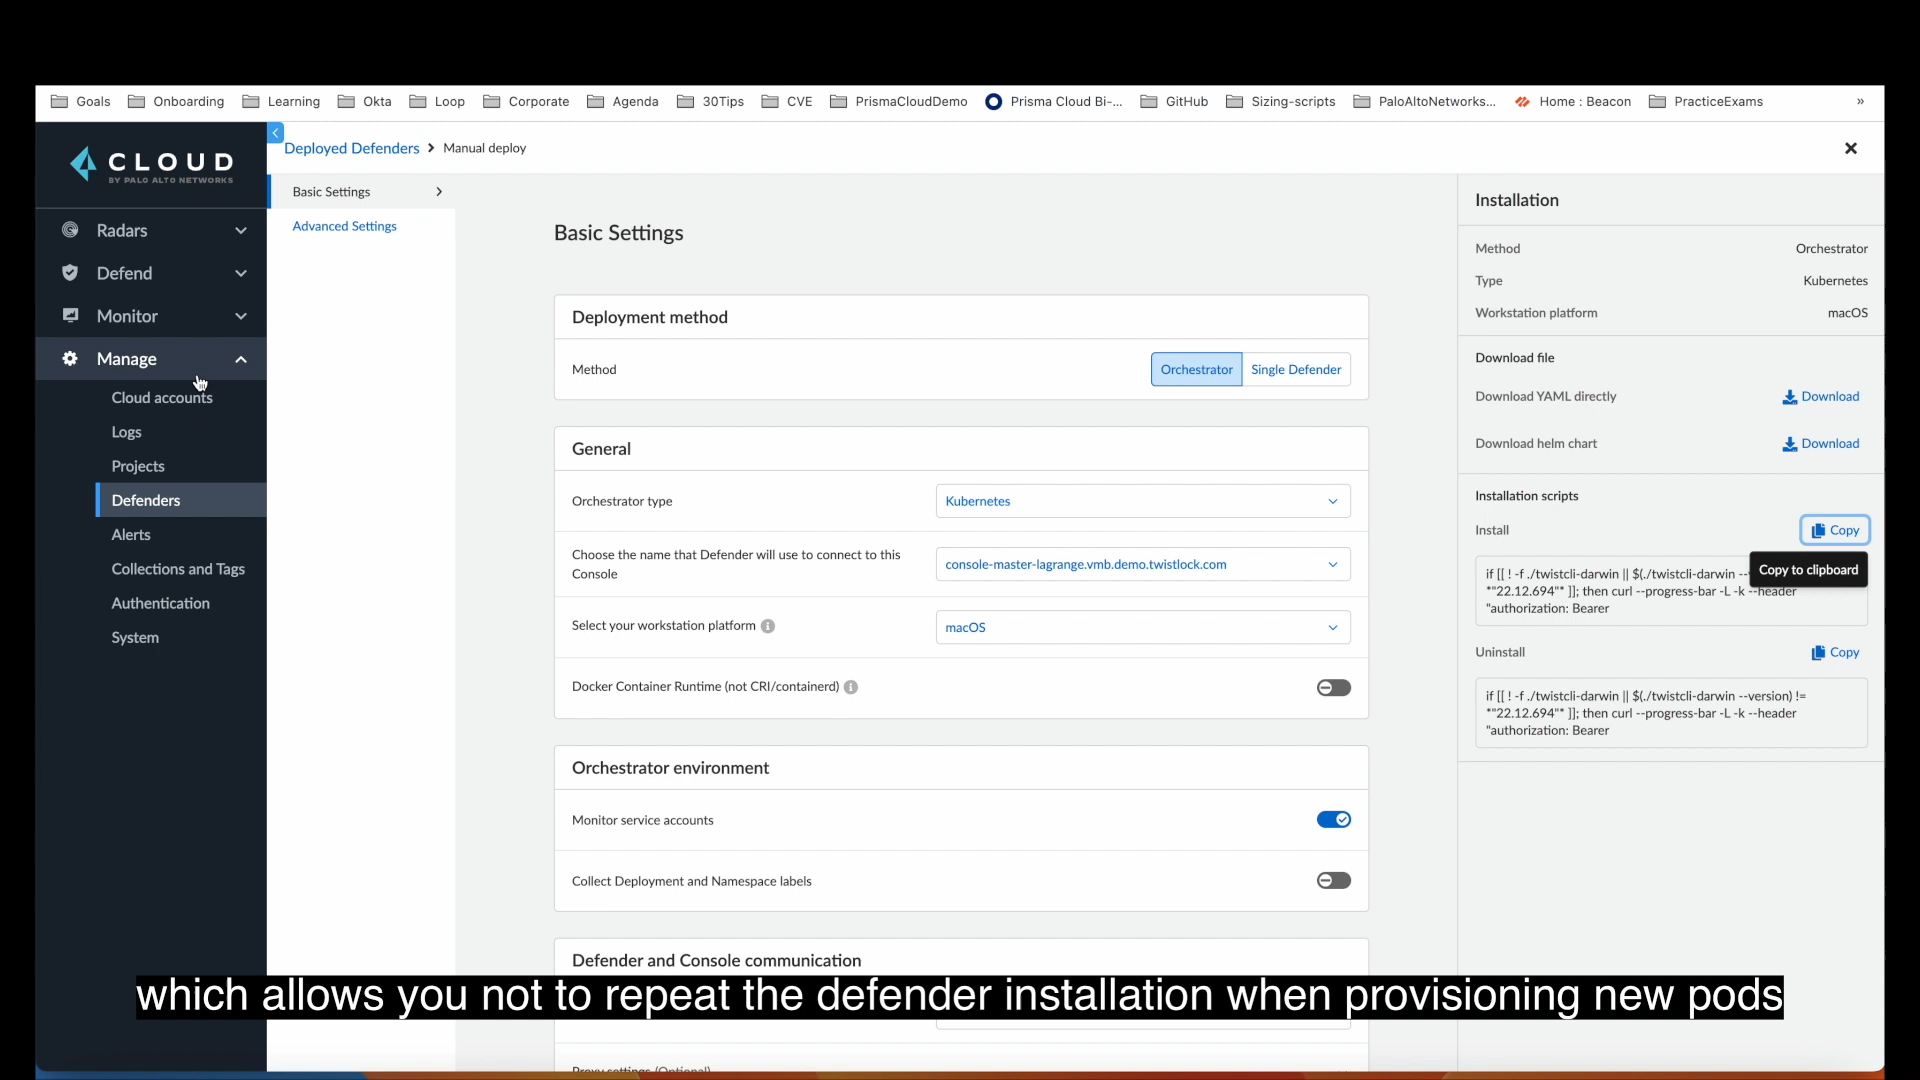 Goals Onboarding Learning Okta Loop Corporate Agenda 30Tips CVE PrismaCloudDemo Prisma Cloud Bi-... GitHub Sizing-scripts PaloAltoNetworks... Home : Beacon PracticeExams »
CLOUD
BY PALO ALTO NETWORKS
Radars
Defend
Monitor
Manage
Cloud accounts
Logs
Projects
Defenders
Alerts
Collections and Tags
Authentication
System
Deployed Defenders > Manual deploy
Basic Settings
Advanced Settings
Basic Settings
Deployment method
Method Orchestrator Single Defender
General
Orchestrator type Kubernetes
Choose the name that Defender will use to connect to this
Console
console-master-lagrange.vmb.demo.twistlock.com
Select your workstation platform macOS
Docker Container Runtime (not CRI/containerd)
Orchestrator environment
Monitor service accounts
Collect Deployment and Namespace labels
Defender and Console communication
Proxy settings (Optional)
Installation
Method Orchestrator
Type Kubernetes
Workstation platform macOS
Download file
Download YAML directly Download
Download helm chart Download
Installation scripts
Install Copy
Copy to clipboard
if [[ ! -f ./twistcli-darwin || $(./twistcli-darwin --
*"22.12.694"* ]]; then curl --progress-bar -L -k --header
"authorization: Bearer
Uninstall Copy
if [[ ! -f ./twistcli-darwin || $(./twistcli-darwin --version) !=
*"22.12.694"* ]]; then curl --progress-bar -L -k --header
"authorization: Bearer
which allows you not to repeat the defender installation when provisioning new pods